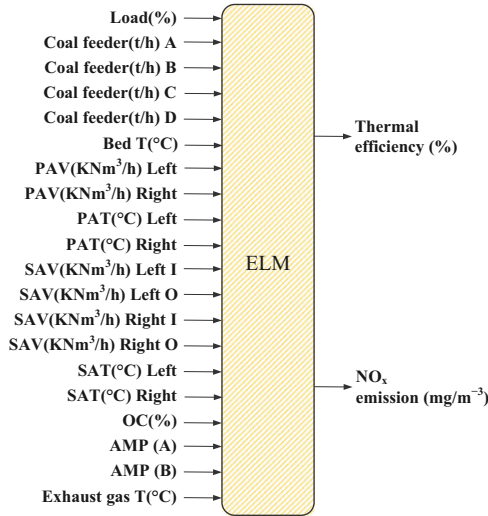 Load(%)
Coal feeder(t/h) A
Coal feeder(t/h) B
Coal feeder(t/h) C
Coal feeder(t/h) D
Bed T(°C)
PAV(KNm³/h) Left
PAV(KNm³/h) Right
PAT(°C) Left
PAT(°C) Right
SAV(KNm³/h) Left I
SAV(KNm³/h) Left O
SAV(KNm³/h) Right I
SAV(KNm³/h) Right O
SAT(°C) Left
SAT(°C) Right
OC(%)
AMP (A)
AMP (B)
Exhaust gas T(°C)
ELM
Thermal
efficiency (%)
NOₓ
emission (mg/m⁻³)